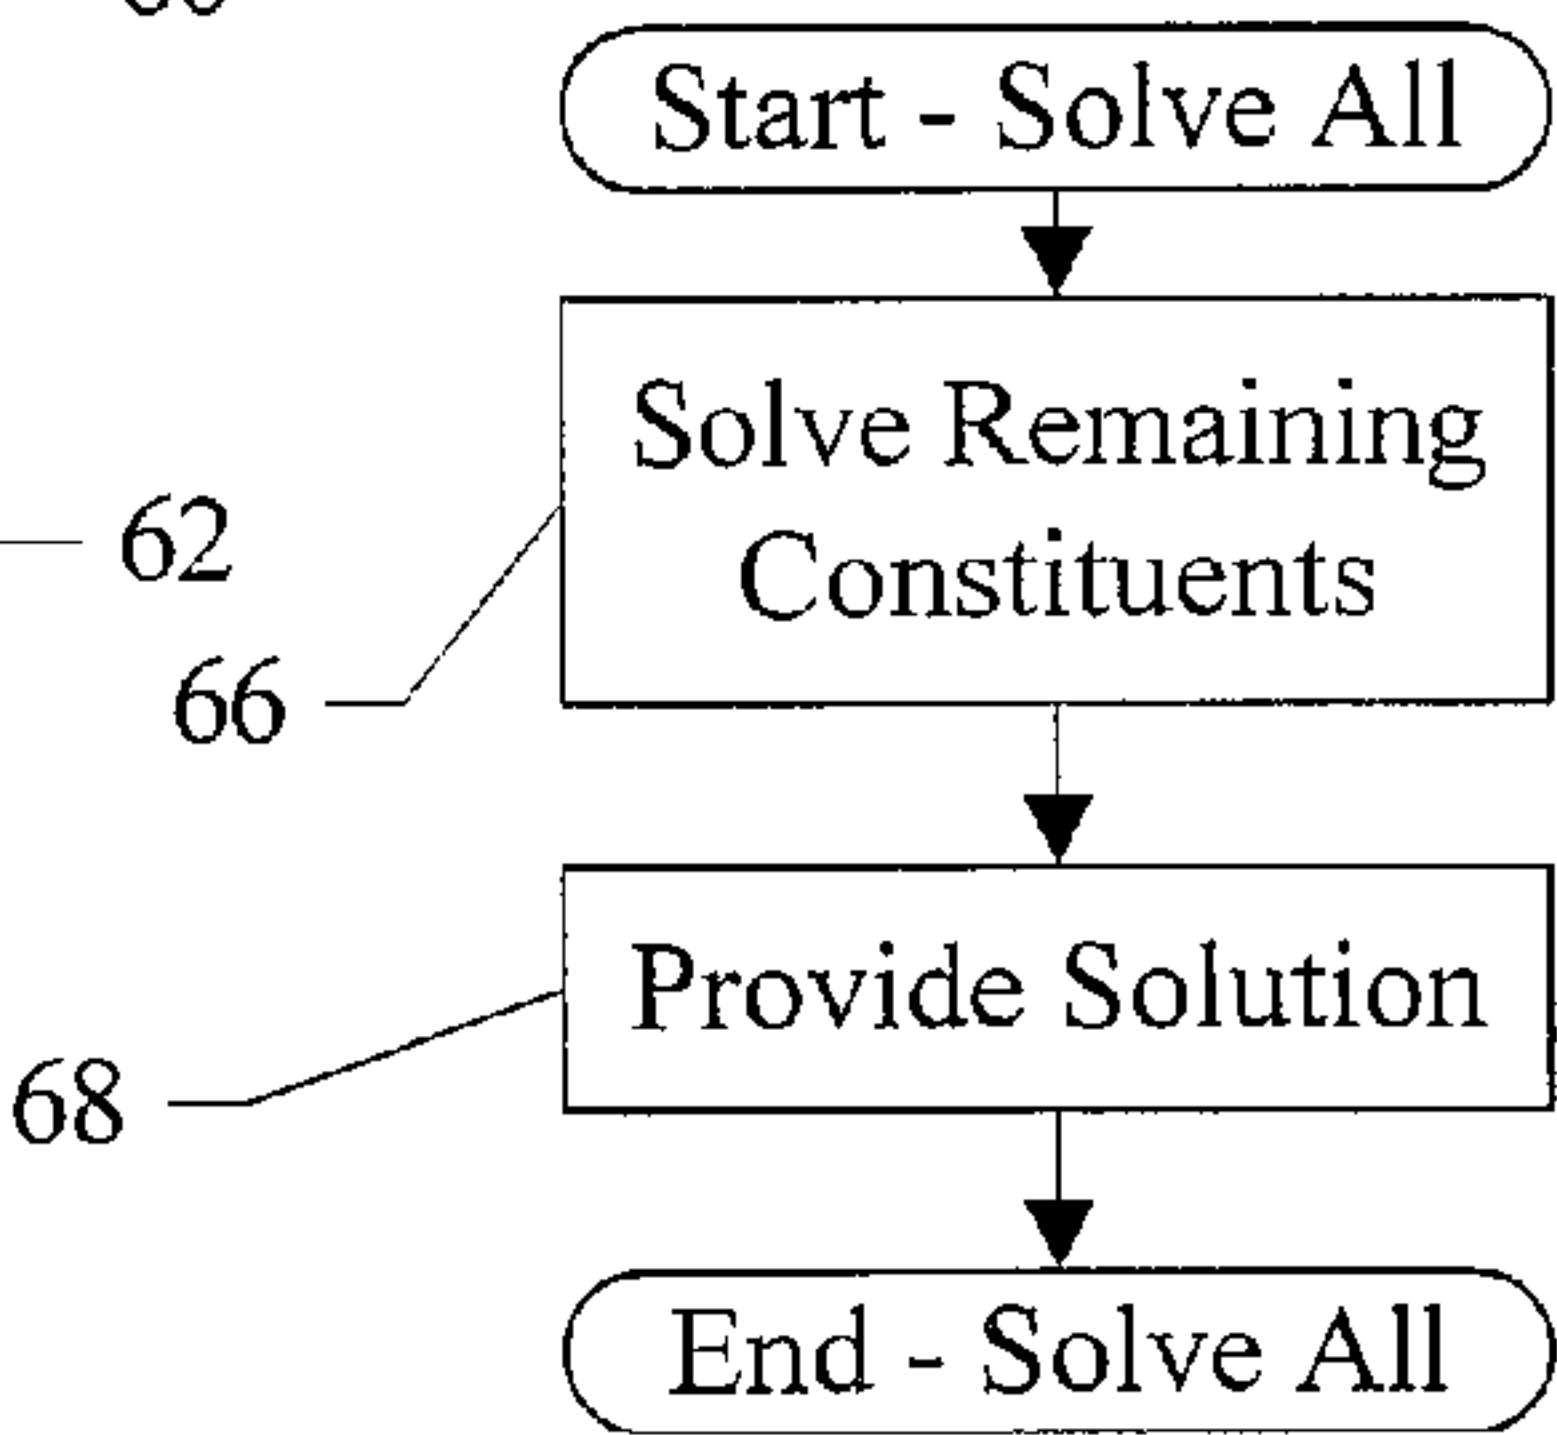 Start - Solve All
Solve Remaining
Constituents
62
66
Provide Solution
68
End - Solve All